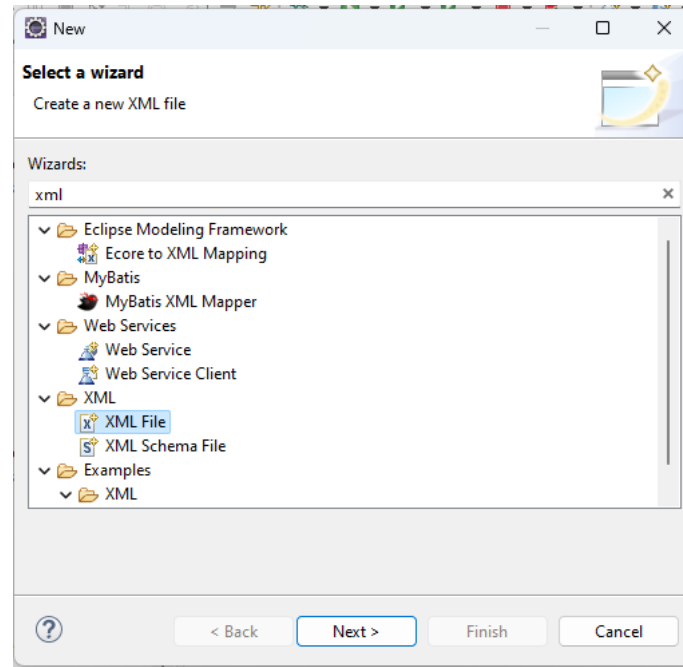 New
Select a wizard
Create a new XML file
Wizards:
xml
Eclipse Modeling Framework
Ecore to XML Mapping
MyBatis
MyBatis XML Mapper
Web Services
Web Service
Web Service Client
XML
XML File
XML Schema File
Examples
XML
< Back Next > Finish Cancel